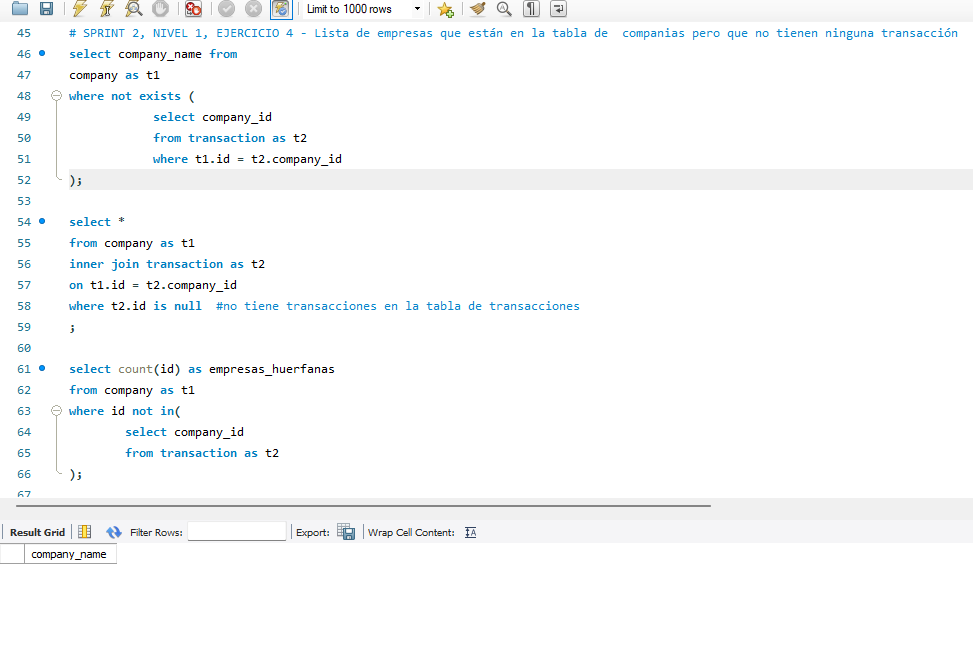 Limit to 1000 rows
45 # SPRINT 2, NIVEL 1, EJERCICIO 4 - Lista de empresas que están en la tabla de  companias pero que no tienen ninguna transacción
46 select company_name from
47 company as t1
48 where not exists (
49 select company_id
50 from transaction as t2
51 where t1.id = t2.company_id
52 );
53
54 select *
55 from company as t1
56 inner join transaction as t2
57 on t1.id = t2.company_id
58 where t2.id is null  #no tiene transacciones en la tabla de transacciones
59 ;
60
61 select count(id) as empresas_huerfanas
62 from company as t1
63 where id not in(
64 select company_id
65 from transaction as t2
66 );
67
Result Grid Filter Rows: Export: Wrap Cell Content: IA
company_name